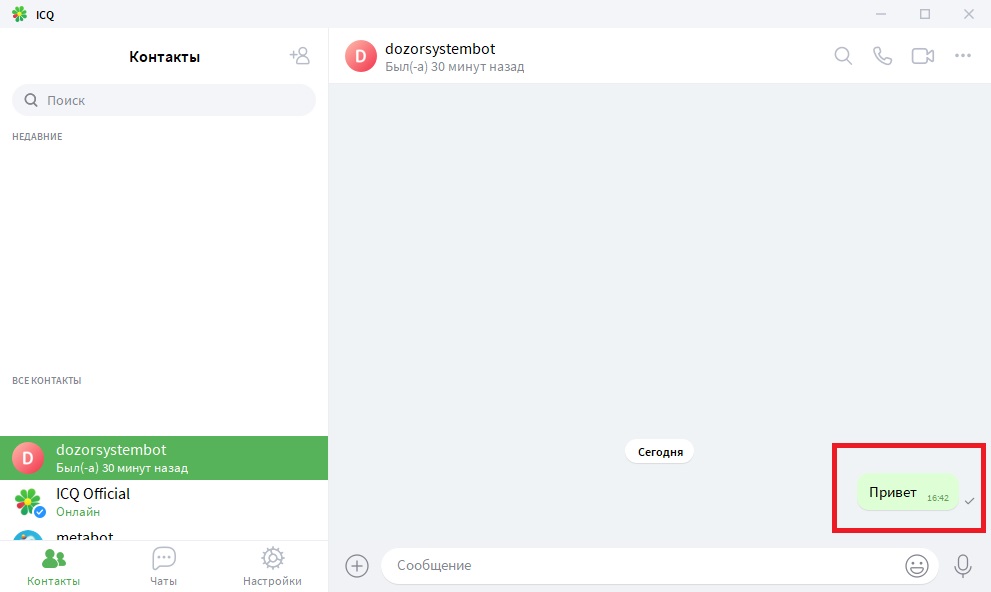 ICQ
Контакты
Поиск
НЕДАВНИЕ
ВСЕ КОНТАКТЫ
D
dozorsystembot
Был(-а) 30 минут назад
ICQ Official
Онлайн
metabot
Контакты
Чаты
Настройки
D
dozorsystembot
Был(-а) 30 минут назад
Сегодня
Привет 16:42
Сообщение